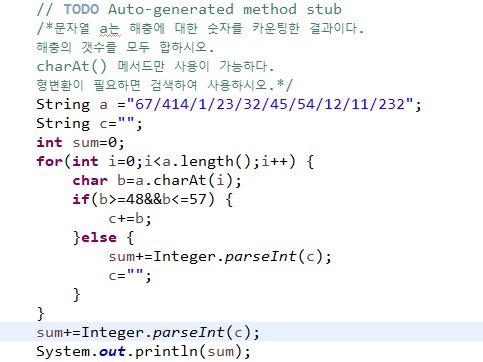 // TODO Auto-generated method stub
/*문자열 a는 해충에 대한 숫자를 카운팅한 결과이다.
해충의 갯수를 모두 합하시오.
charAt() 메서드만 사용이 가능하다.
형변환이 필요하면 검색하여 사용하시오.*/
String a ="67/414/1/23/32/45/54/12/11/232";
String c="";
int sum=0;
for(int i=0;i<a.length();i++) {
char b=a.charAt(i);
if(b>=48&&b<=57) {
c+=b;
}else {
sum+=Integer.parseInt(c);
c="";
}
}
sum+=Integer.parseInt(c);
System.out.println(sum);